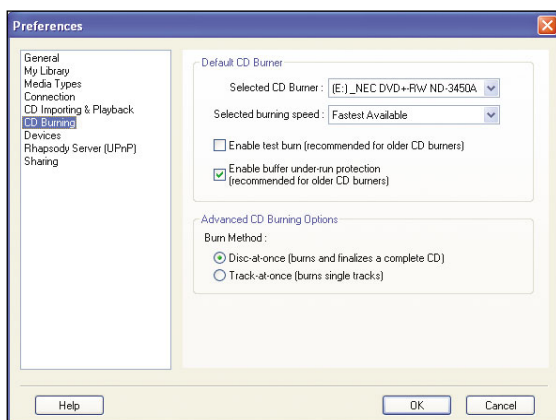 Preferences
General
My Library
Media Types
Connection
CD Importing & Playback
CD Burning
Devices
Rhapsody Server (UPnP)
Sharing
Default CD Burner
Selected CD Burner : (E:)_NEC DVD+-RW ND-3450A
Selected burning speed : Fastest Available
Enable test burn (recommended for older CD burners)
Enable buffer under-run protection
(recommended for older CD burners)
Advanced CD Burning Options
Burn Method :
Disc-at-once (burns and finalizes a complete CD)
Track-at-once (burns single tracks)
Help
OK
Cancel